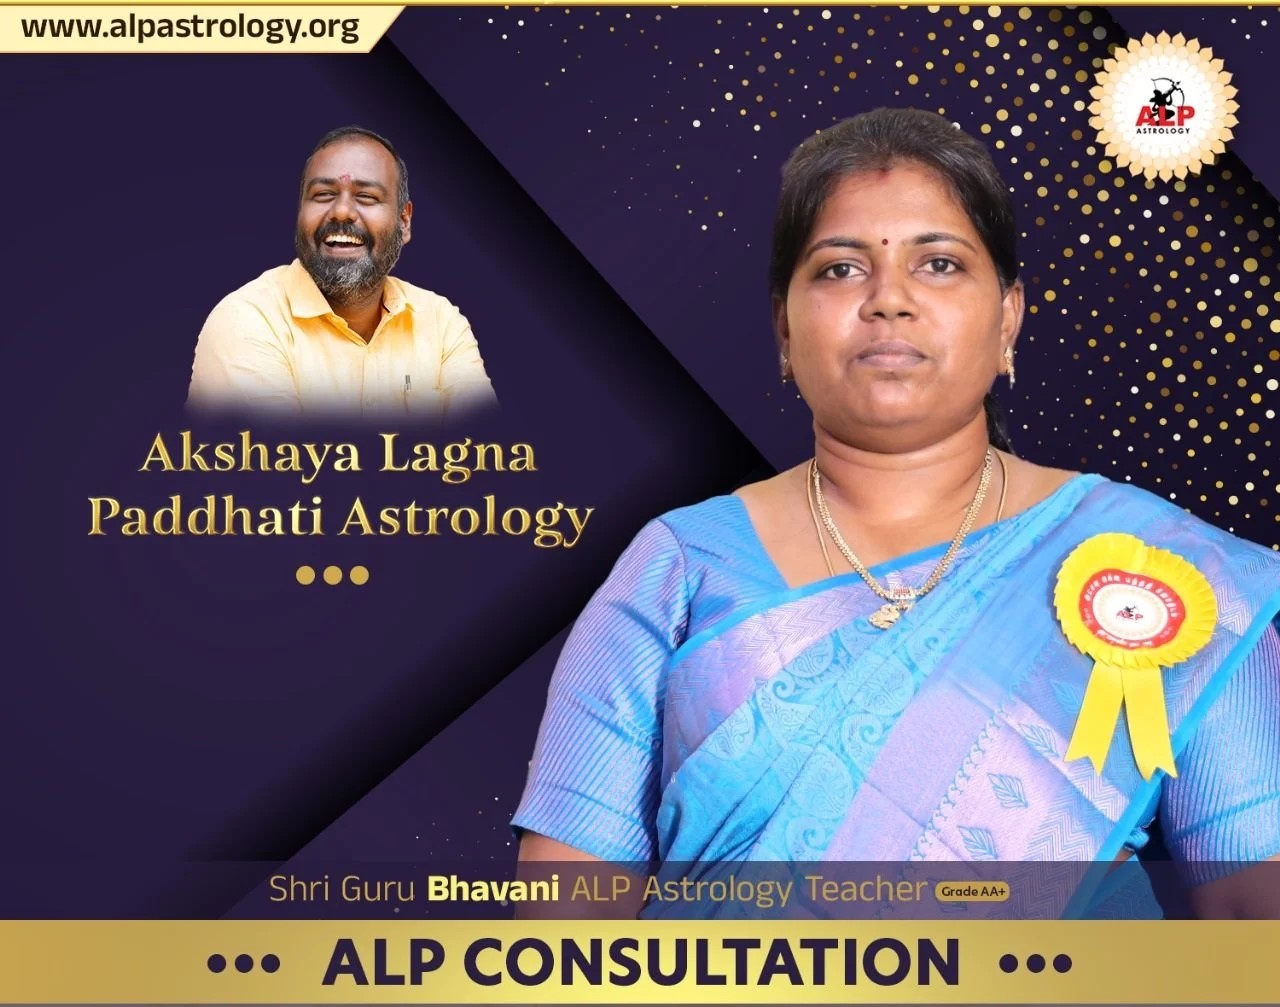 www.alpastrology.org
ALP
ASTROLOGY
Akshaya Lagna
Paddhati Astrology
ALP
Shri Guru Bhavani ALP Astrology Teacher Grade AA+
ALP CONSULTATION